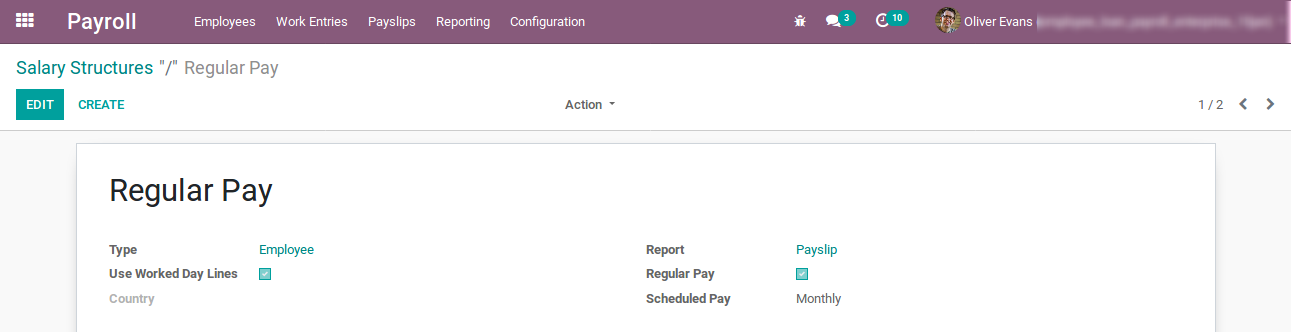 Payroll Employees Work Entries Payslips Reporting Configuration 3 10 Oliver Evans
Salary Structures "/" Regular Pay
EDIT CREATE Action 1 / 2
Regular Pay
Type Employee Report Payslip
Use Worked Day Lines Regular Pay
Country Scheduled Pay Monthly